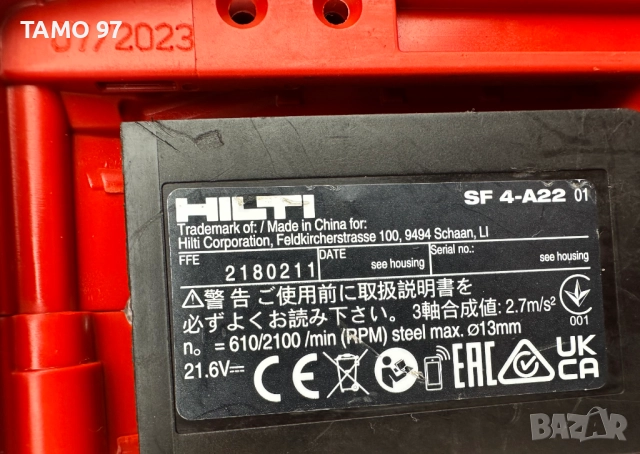 TAMO 97
07/2023
HILTI
SF 4-A22 01
Trademark of: / Made in China for:
Hilti Corporation, Feldkircherstrasse 100, 9494 Schaan, LI
FFE 2180211 DATE see housing Serial no.: see housing
⚠警告 ご使用前に取扱説明書を
必ずよくお読み下さい。 3軸合成値: 2.7m/s²
n₀ = 610/2100 /min (RPM) steel max. ø13mm
001
21.6V⎓
CE EAC UK
CA
BAZAR